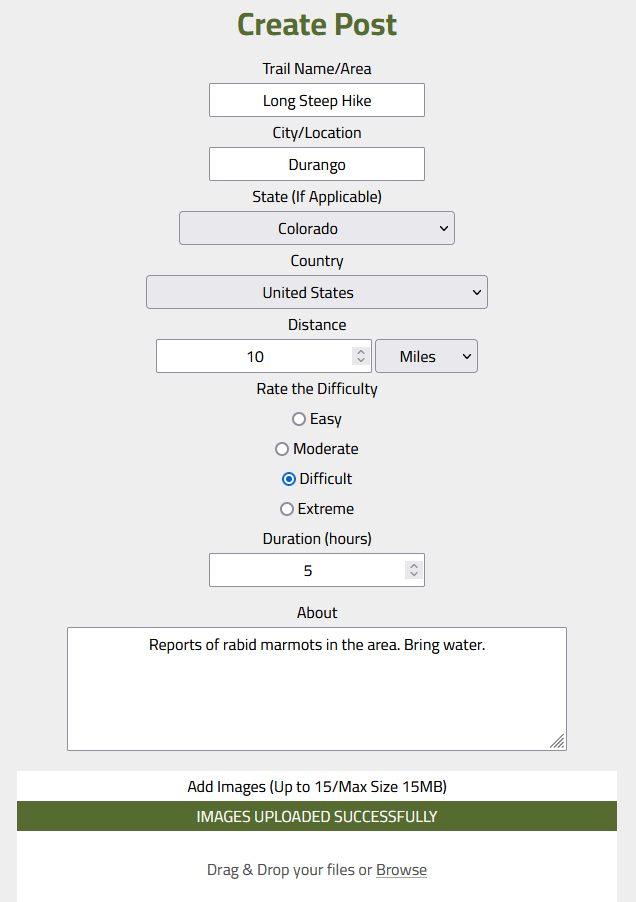 Create Post
Trail Name/Area
Long Steep Hike
City/Location
Durango
State (If Applicable)
Colorado
Country
United States
Distance
10 Miles
Rate the Difficulty
Easy
Moderate
Difficult
Extreme
Duration (hours)
5
About
Reports of rabid marmots in the area. Bring water.
Add Images (Up to 15/Max Size 15MB)
IMAGES UPLOADED SUCCESSFULLY
Drag & Drop your files or Browse